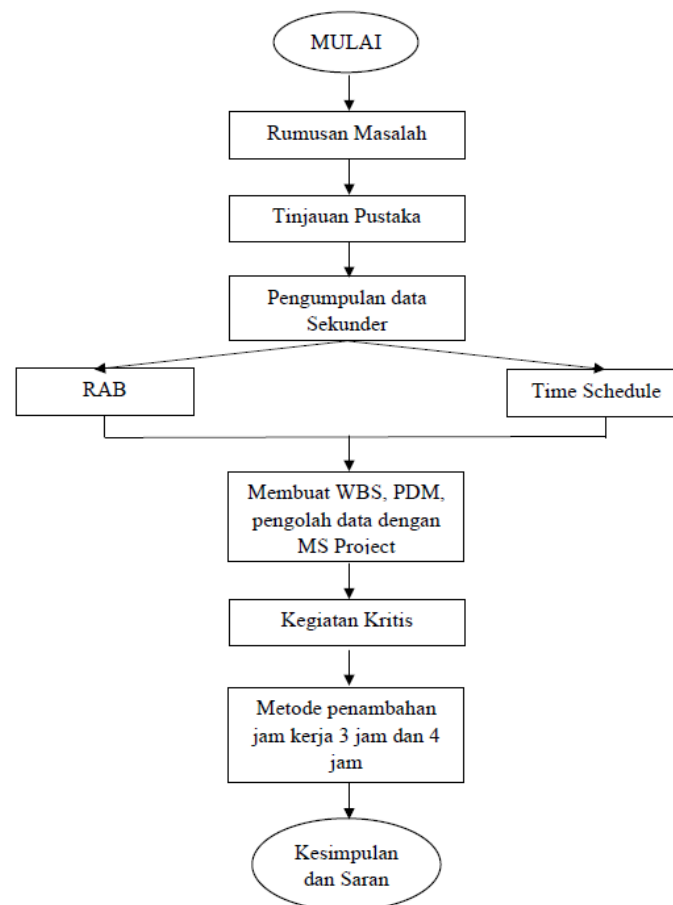 MULAI
Rumusan Masalah
Tinjauan Pustaka
Pengumpulan data
Sekunder
RAB
Time Schedule
Membuat WBS, PDM,
pengolah data dengan
MS Project
Kegiatan Kritis
Metode penambahan
jam kerja 3 jam dan 4
jam
Kesimpulan
dan Saran